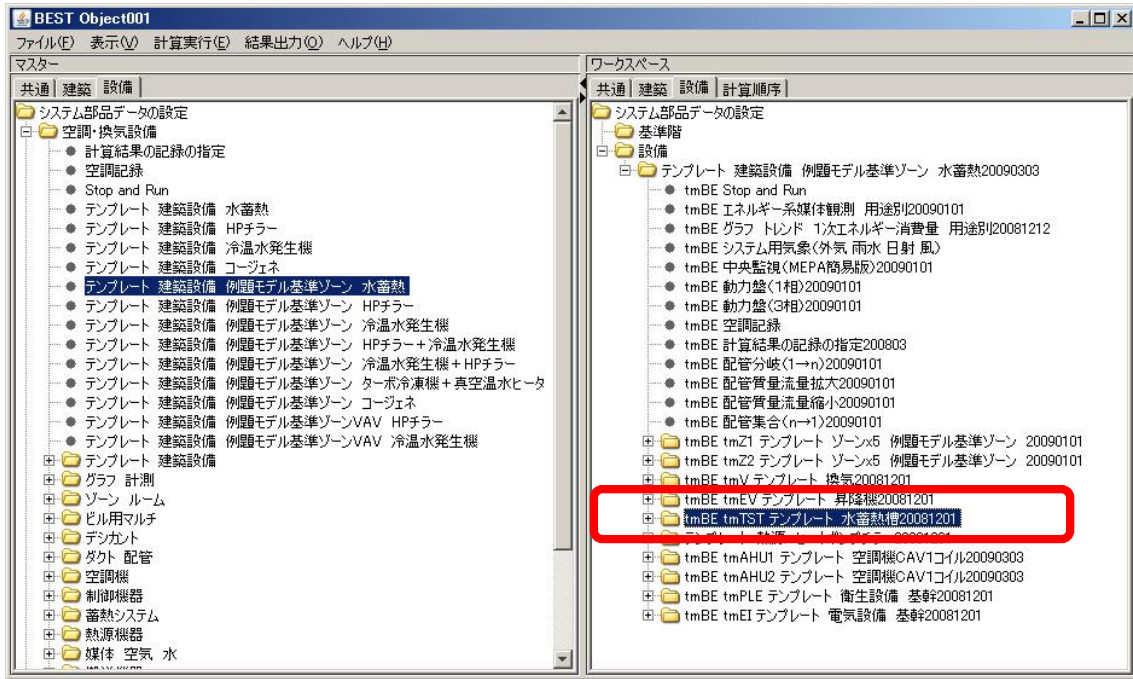 BEST Object001
ファイル(F) 表示(V) 計算実行(E) 結果出力(O) ヘルプ(H)
マスター
共通 建築 設備
システム部品データの設定
空調・換気設備
計算結果の記録の指定
空調記録
Stop and Run
テンプレート 建築設備 水蓄熱
テンプレート 建築設備 HPチラー
テンプレート 建築設備 冷温水発生機
テンプレート 建築設備 コージェネ
テンプレート 建築設備 例題モデル基準ゾーン 水蓄熱
テンプレート 建築設備 例題モデル基準ゾーン HPチラー
テンプレート 建築設備 例題モデル基準ゾーン 冷温水発生機
テンプレート 建築設備 例題モデル基準ゾーン HPチラー+冷温水発生機
テンプレート 建築設備 例題モデル基準ゾーン 冷温水発生機+HPチラー
テンプレート 建築設備 例題モデル基準ゾーン ターボ冷凍機+真空温水ヒータ
テンプレート 建築設備 例題モデル基準ゾーン コージェネ
テンプレート 建築設備 例題モデル基準ゾーンVAV HPチラー
テンプレート 建築設備 例題モデル基準ゾーンVAV 冷温水発生機
テンプレート 建築設備
グラフ 計測
ゾーン ルーム
ビル用マルチ
デシカント
ダクト 配管
空調機
制御機器
蓄熱システム
熱源機器
媒体 空気 水
ワークスペース
共通 建築 設備 計算順序
システム部品データの設定
基準階
設備
テンプレート 建築設備 例題モデル基準ゾーン 水蓄熱20090303
tmBE Stop and Run
tmBE エネルギー系媒体観測 用途別20090101
tmBE グラフ トレンド 1次エネルギー消費量 用途別20081212
tmBE システム用気象(外気 雨水 日射 風)
tmBE 中央監視(MEPA簡易版)20090101
tmBE 動力盤(1相)20090101
tmBE 動力盤(3相)20090101
tmBE 空調記録
tmBE 計算結果の記録の指定200803
tmBE 配管分岐(1→n)20090101
tmBE 配管質量流量拡大20090101
tmBE 配管質量流量縮小20090101
tmBE 配管集合(n→1)20090101
tmBE tmZ1 テンプレート ゾーンx5 例題モデル基準ゾーン 20090101
tmBE tmZ2 テンプレート ゾーンx5 例題モデル基準ゾーン 20090101
tmBE tmV テンプレート 換気20081201
tmBE tmEV テンプレート 昇降機20081201
tmBE tmTST テンプレート 水蓄熱槽20081201
tmBE tmAHU1 テンプレート 空調機CAV1コイル20090303
tmBE tmAHU2 テンプレート 空調機CAV1コイル20090303
tmBE tmPLE テンプレート 衛生設備 基幹20081201
tmBE tmEI テンプレート 電気設備 基幹20081201